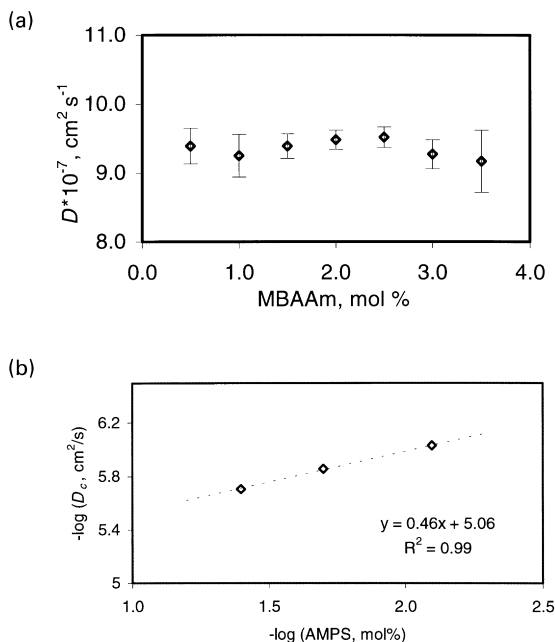 (a)
11.0
10.0
9.0
8.0
D*10⁻⁷, cm² s⁻¹
0.0 1.0 2.0 3.0 4.0
MBAAm, mol %
(b)
6.2
5.8
5.4
5
-log (D_c, cm²/s)
y = 0.46x + 5.06
R² = 0.99
1.0 1.5 2.0 2.5
-log (AMPS, mol%)